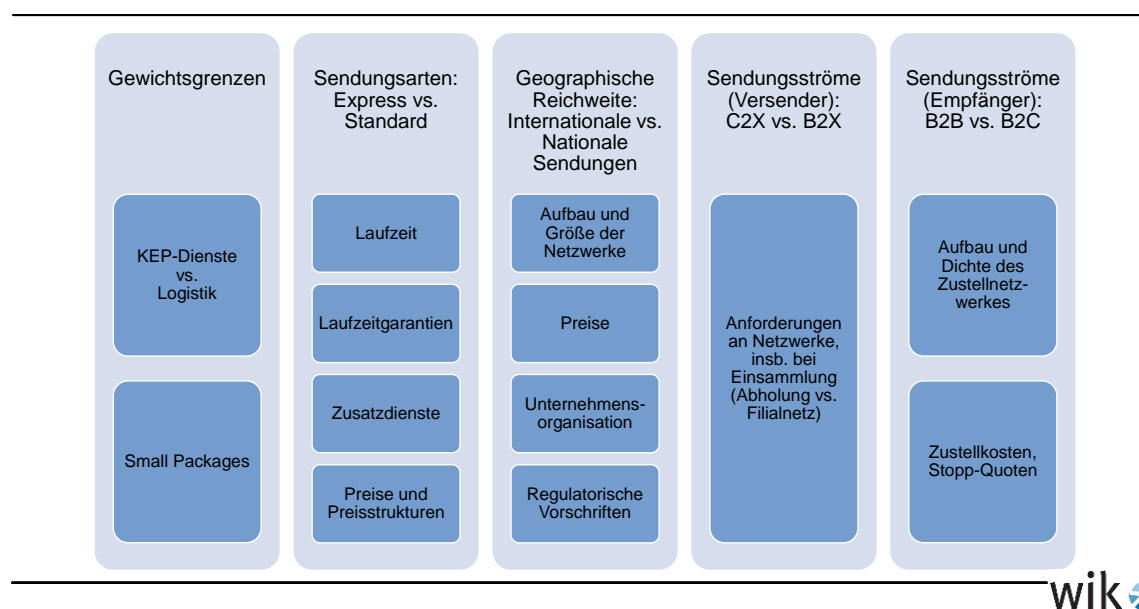 Gewichtsgrenzen
KEP-Dienste
vs.
Logistik
Small Packages
Sendungsarten:
Express vs.
Standard
Laufzeit
Laufzeitgarantien
Zusatzdienste
Preise und
Preisstrukturen
Geographische
Reichweite:
Internationale vs.
Nationale
Sendungen
Aufbau und
Größe der
Netzwerke
Preise
Unternehmens-
organisation
Regulatorische
Vorschriften
Sendungsströme
(Versender):
C2X vs. B2X
Anforderungen
an Netzwerke,
insb. bei
Einsammlung
(Abholung vs.
Filialnetz)
Sendungsströme
(Empfänger):
B2B vs. B2C
Aufbau und
Dichte des
Zustellnetz-
werkes
Zustellkosten,
Stopp-Quoten
wik